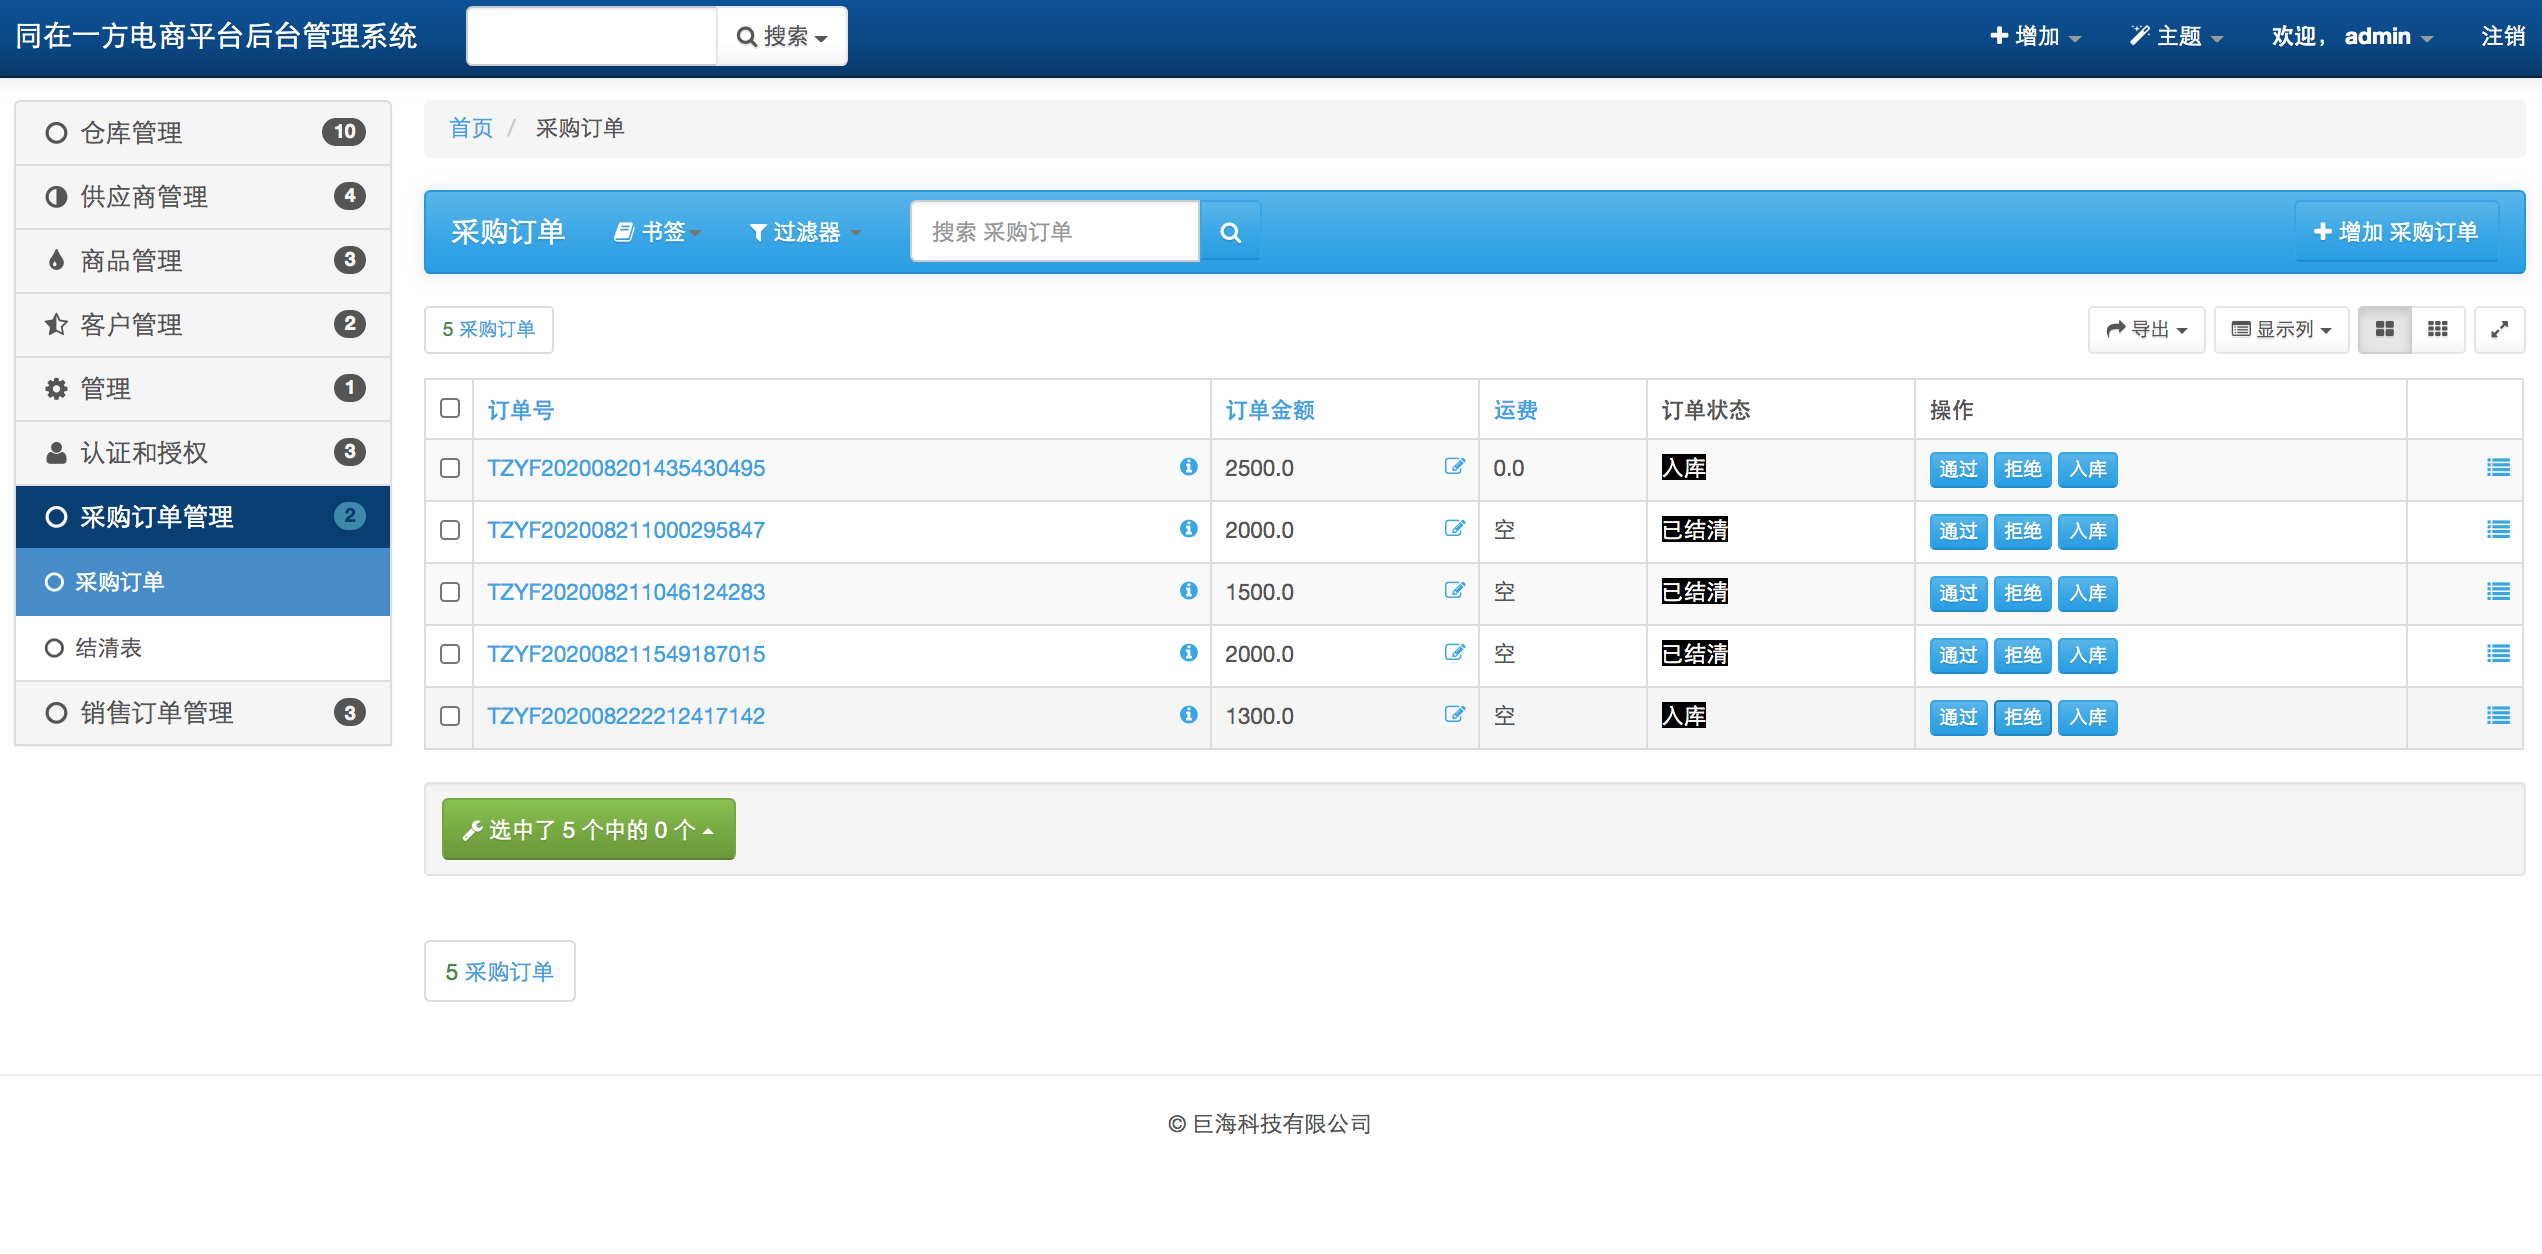 同在一方电商平台后台管理系统 搜索 增加 主题 欢迎， admin 注销
仓库管理 10
供应商管理 4
商品管理 3
客户管理 2
管理 1
认证和授权 3
采购订单管理 2
采购订单
结清表
销售订单管理 3
首页 / 采购订单
采购订单 书签 过滤器 搜索 采购订单 增加 采购订单
5 采购订单 导出 显示列
订单号 订单金额 运费 订单状态 操作
TZYF202008201435430495 2500.0 0.0 入库 通过 拒绝 入库
TZYF202008211000295847 2000.0 空 已结清 通过 拒绝 入库
TZYF202008211046124283 1500.0 空 已结清 通过 拒绝 入库
TZYF202008211549187015 2000.0 空 已结清 通过 拒绝 入库
TZYF202008222212417142 1300.0 空 入库 通过 拒绝 入库
选中了 5 个中的 0 个
5 采购订单
© 巨海科技有限公司